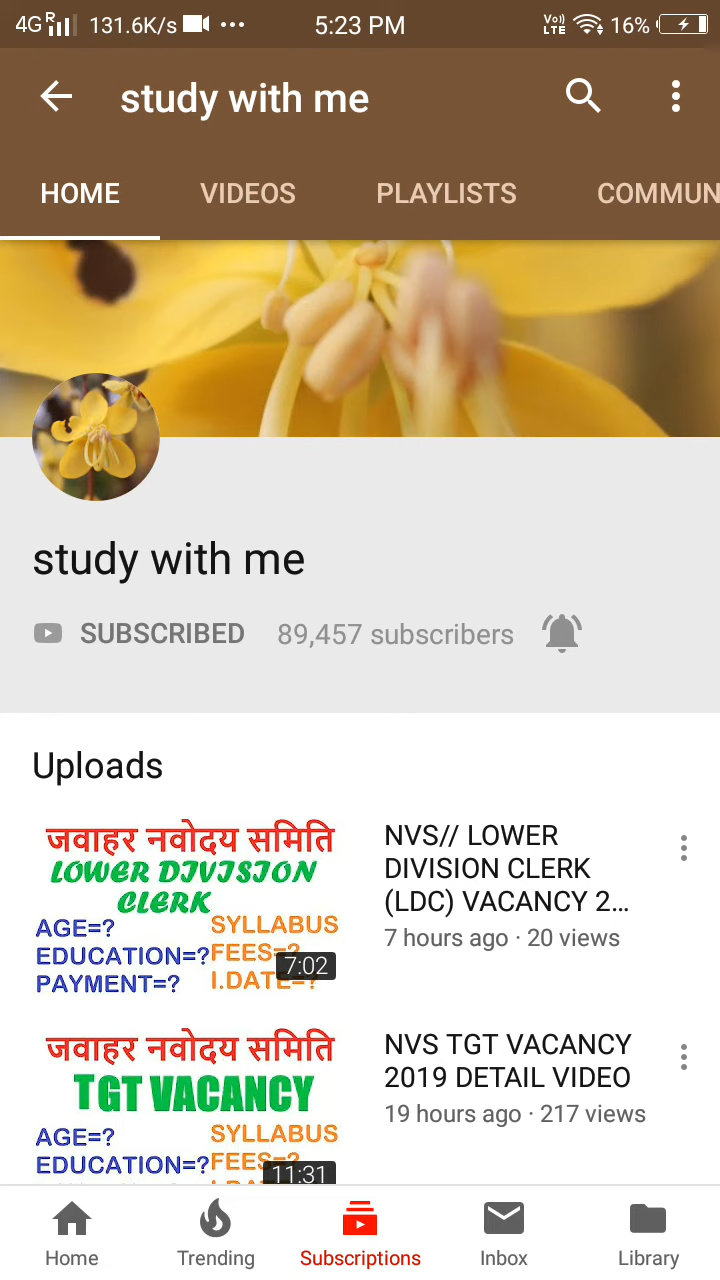 4G R 131.6K/s ••• 5:23 PM Vo)) LTE 16%
study with me
HOME VIDEOS PLAYLISTS COMMUN
study with me
SUBSCRIBED 89,457 subscribers
Uploads
जवाहर नवोदय समिति
LOWER DIVISION
CLERK
AGE=?
EDUCATION=?
PAYMENT=?
SYLLABUS
FEES=?
I.DATE=?
7:02
NVS// LOWER
DIVISION CLERK
(LDC) VACANCY 2...
7 hours ago · 20 views
जवाहर नवोदय समिति
TGT VACANCY
AGE=?
EDUCATION=?
SYLLABUS
FEES=?
11:31
NVS TGT VACANCY
2019 DETAIL VIDEO
19 hours ago · 217 views
Home Trending Subscriptions Inbox Library